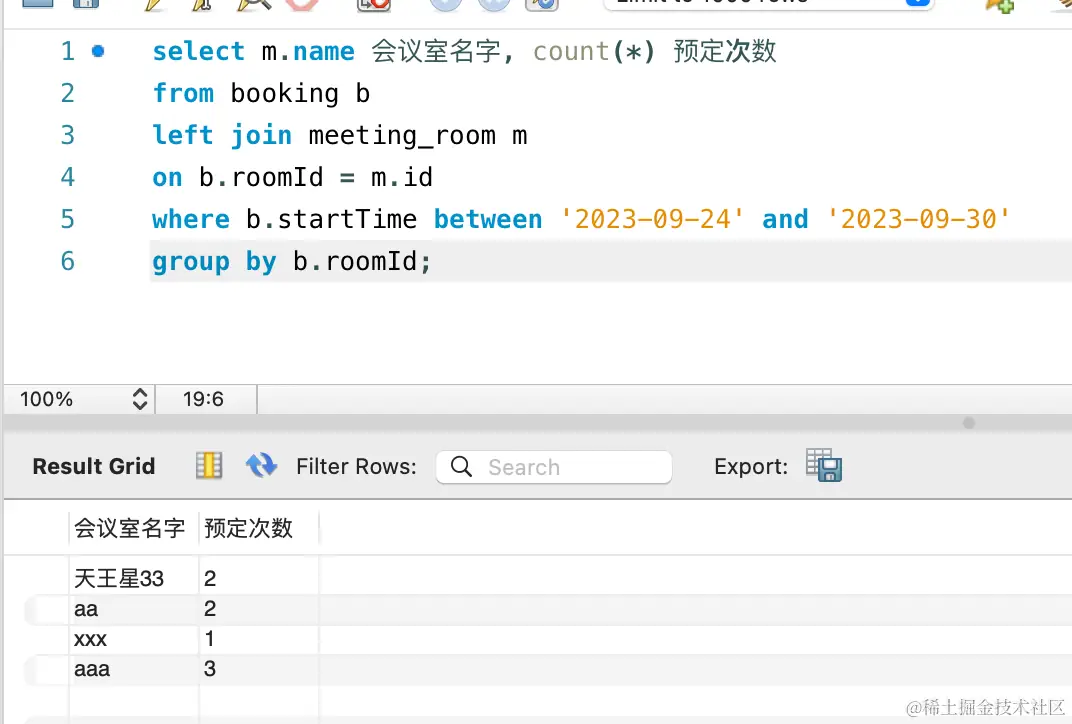 Limit to 1000 rows
1 select m.name 会议室名字, count(*) 预定次数
2 from booking b
3 left join meeting_room m
4 on b.roomId = m.id
5 where b.startTime between '2023-09-24' and '2023-09-30'
6 group by b.roomId;
100% 19:6
Result Grid Filter Rows: Search Export:
会议室名字 预定次数
天王星33 2
aa 2
xxx 1
aaa 3
@稀土掘金技术社区